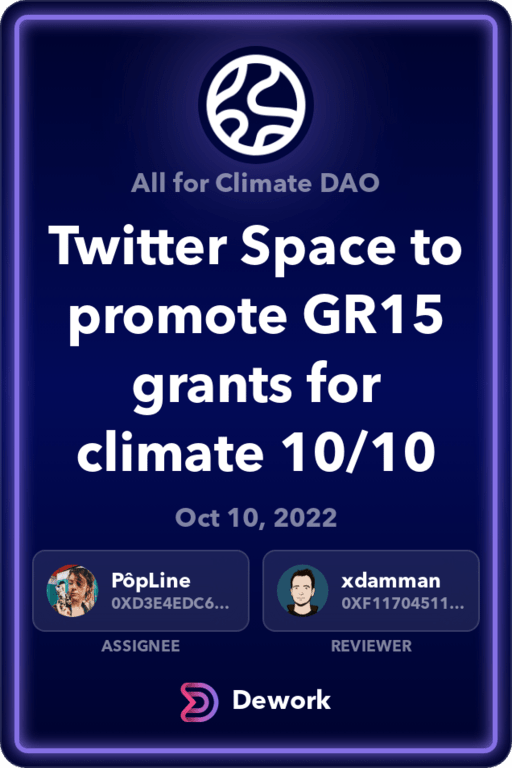 All for Climate DAO
Twitter Space to
promote GR15
grants for
climate 10/10
Oct 10, 2022
PôpLine
0XD3E4EDC6...
xdamman
0XF11704511...
ASSIGNEE
REVIEWER
Dework